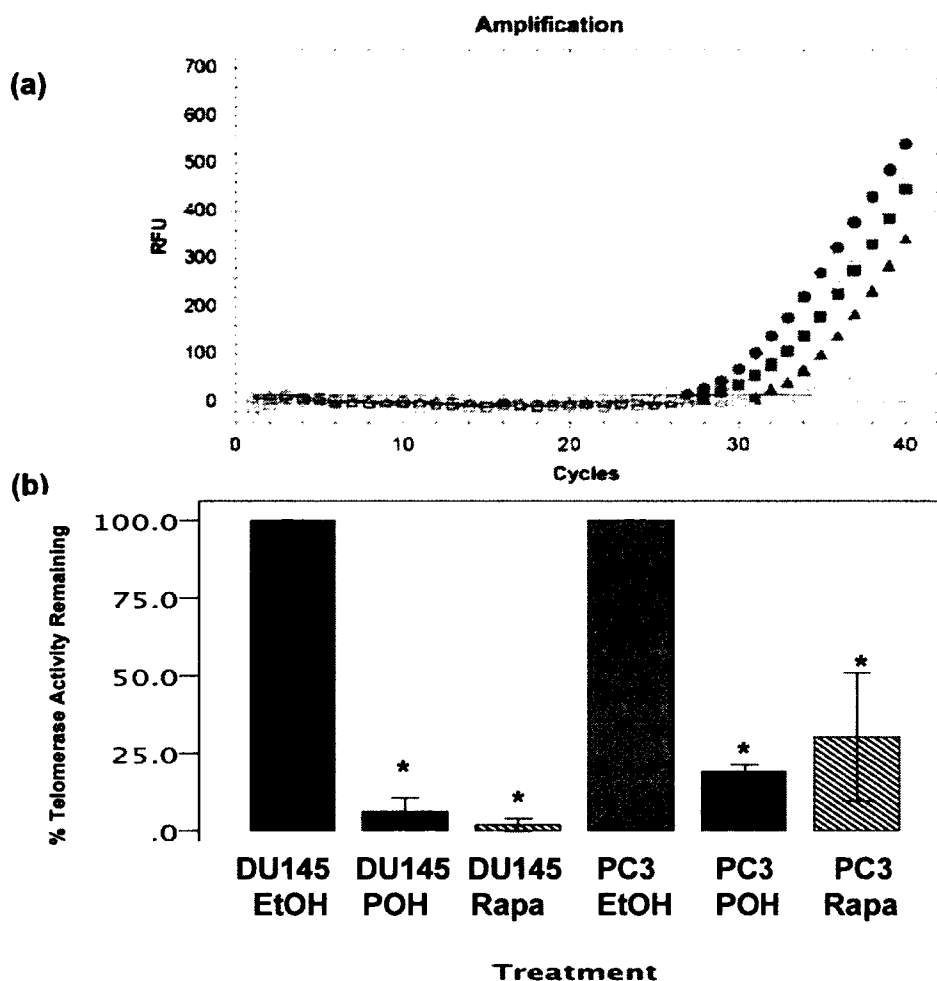 Amplification
(a)
700
600
500
400
300
200
100
0
RFU
0 10 20 30 40
Cycles
(b)
% Telomerase Activity Remaining
100.0
75.0
50.0
25.0
.0
* * * *
DU145 DU145 DU145 PC3 PC3 PC3
EtOH POH Rapa EtOH POH Rapa
Treatment